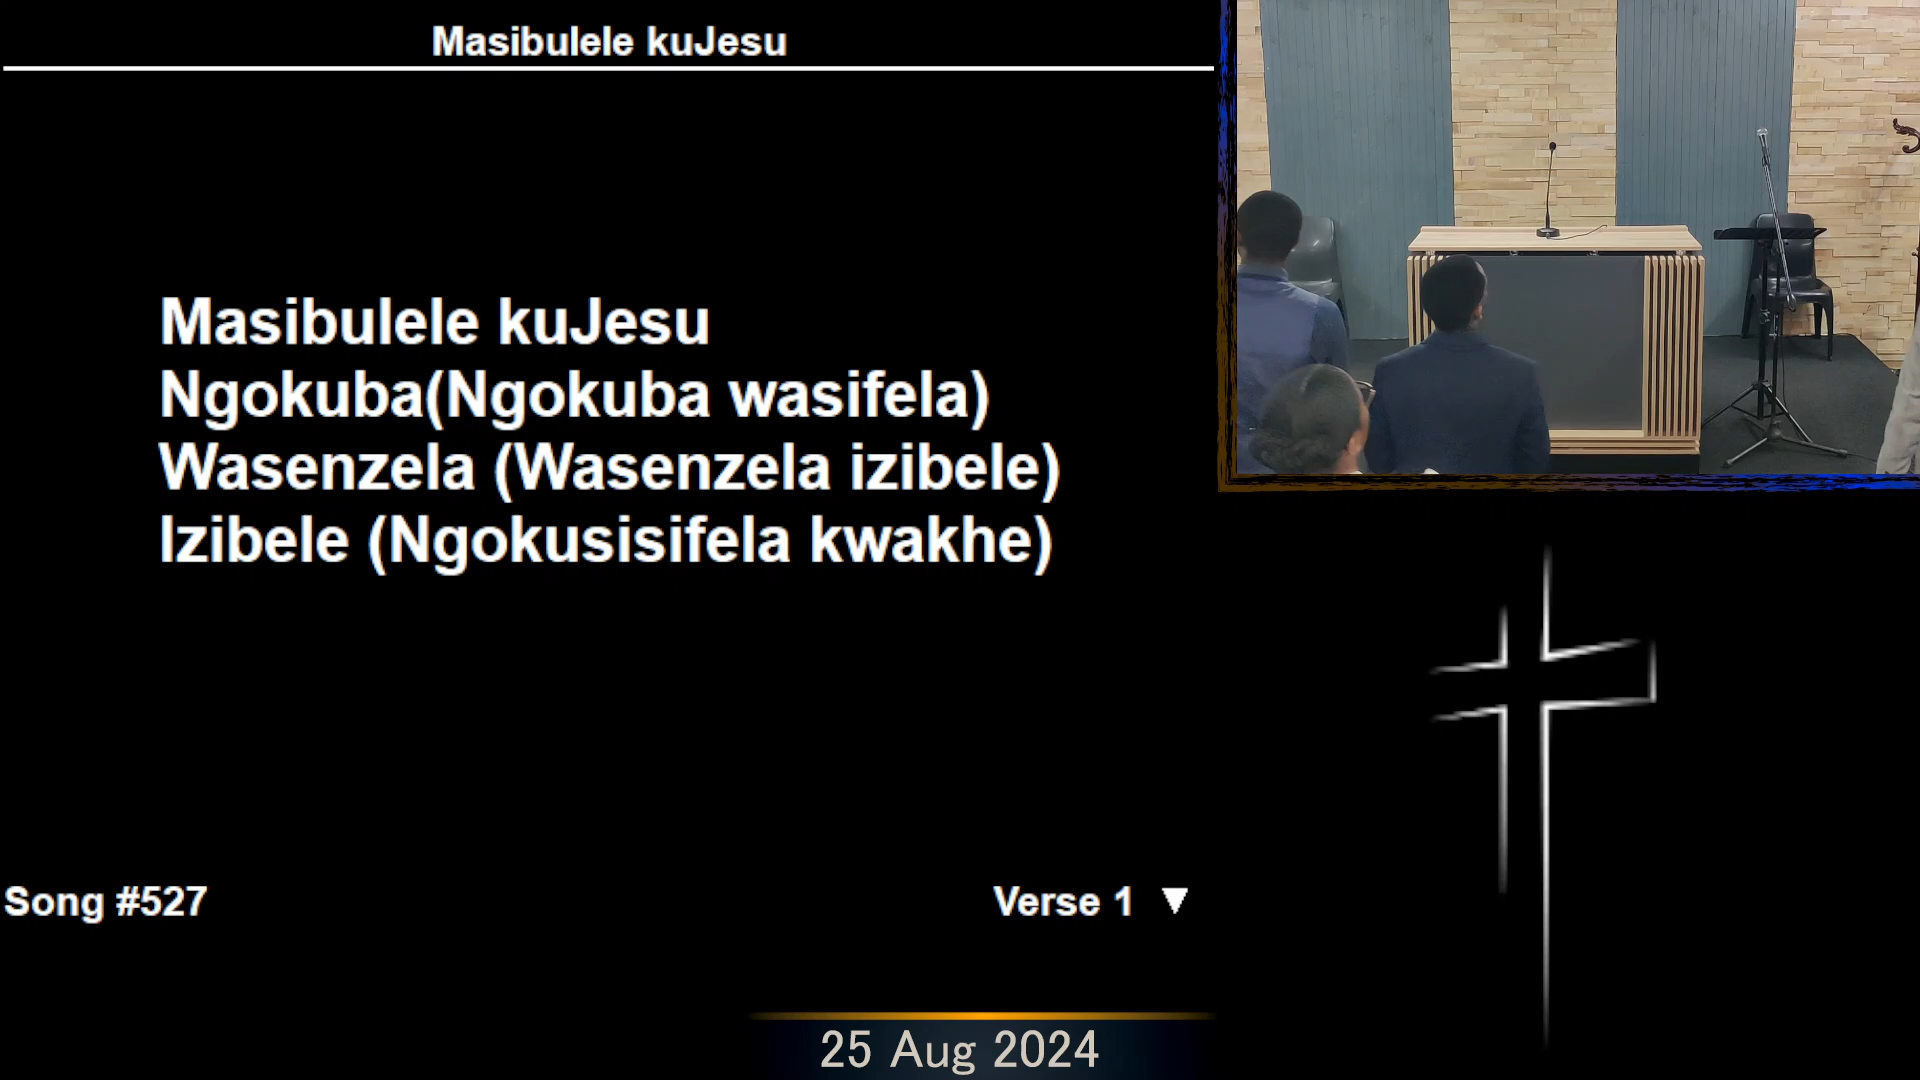 Masibulele kuJesu
Masibulele kuJesu
Ngokuba(Ngokuba wasifela)
Wasenzela (Wasenzela izibele)
Izibele (Ngokusisifela kwakhe)
Song #527
Verse 1 ▼
25 Aug 2024